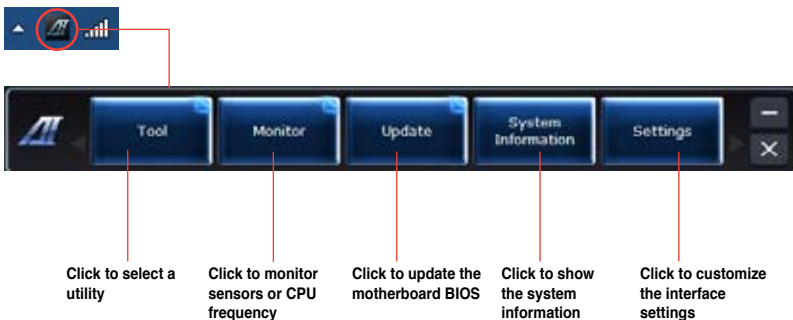 Tool
Monitor
Update
System
Information
Settings
Click to select a
utility
Click to monitor
sensors or CPU
frequency
Click to update the
motherboard BIOS
Click to show
the system
information
Click to customize
the interface
settings